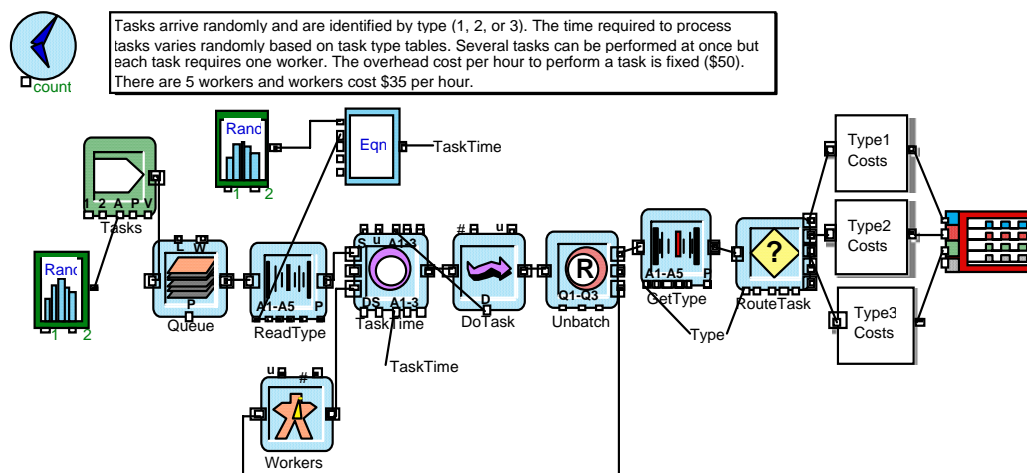 Tasks arrive randomly and are identified by type (1, 2, or 3). The time required to process
tasks varies randomly based on task type tables. Several tasks can be performed at once but
each task requires one worker. The overhead cost per hour to perform a task is fixed ($50).
There are 5 workers and workers cost $35 per hour.
count
Rand
1 2
Eqn
TaskTime
Type1
Costs
1 2 A P V
Tasks
Type2
Costs
L W
P
Queue
A1-A5 P
ReadType
S u A1-3
DS A1-3
TaskTime
# u
D
DoTask
R
Q1-Q3
Unbatch
A1-A5 P
GetType
?
RouteTask
Rand
1 2
Type
Type3
Costs
TaskTime
u #
Workers